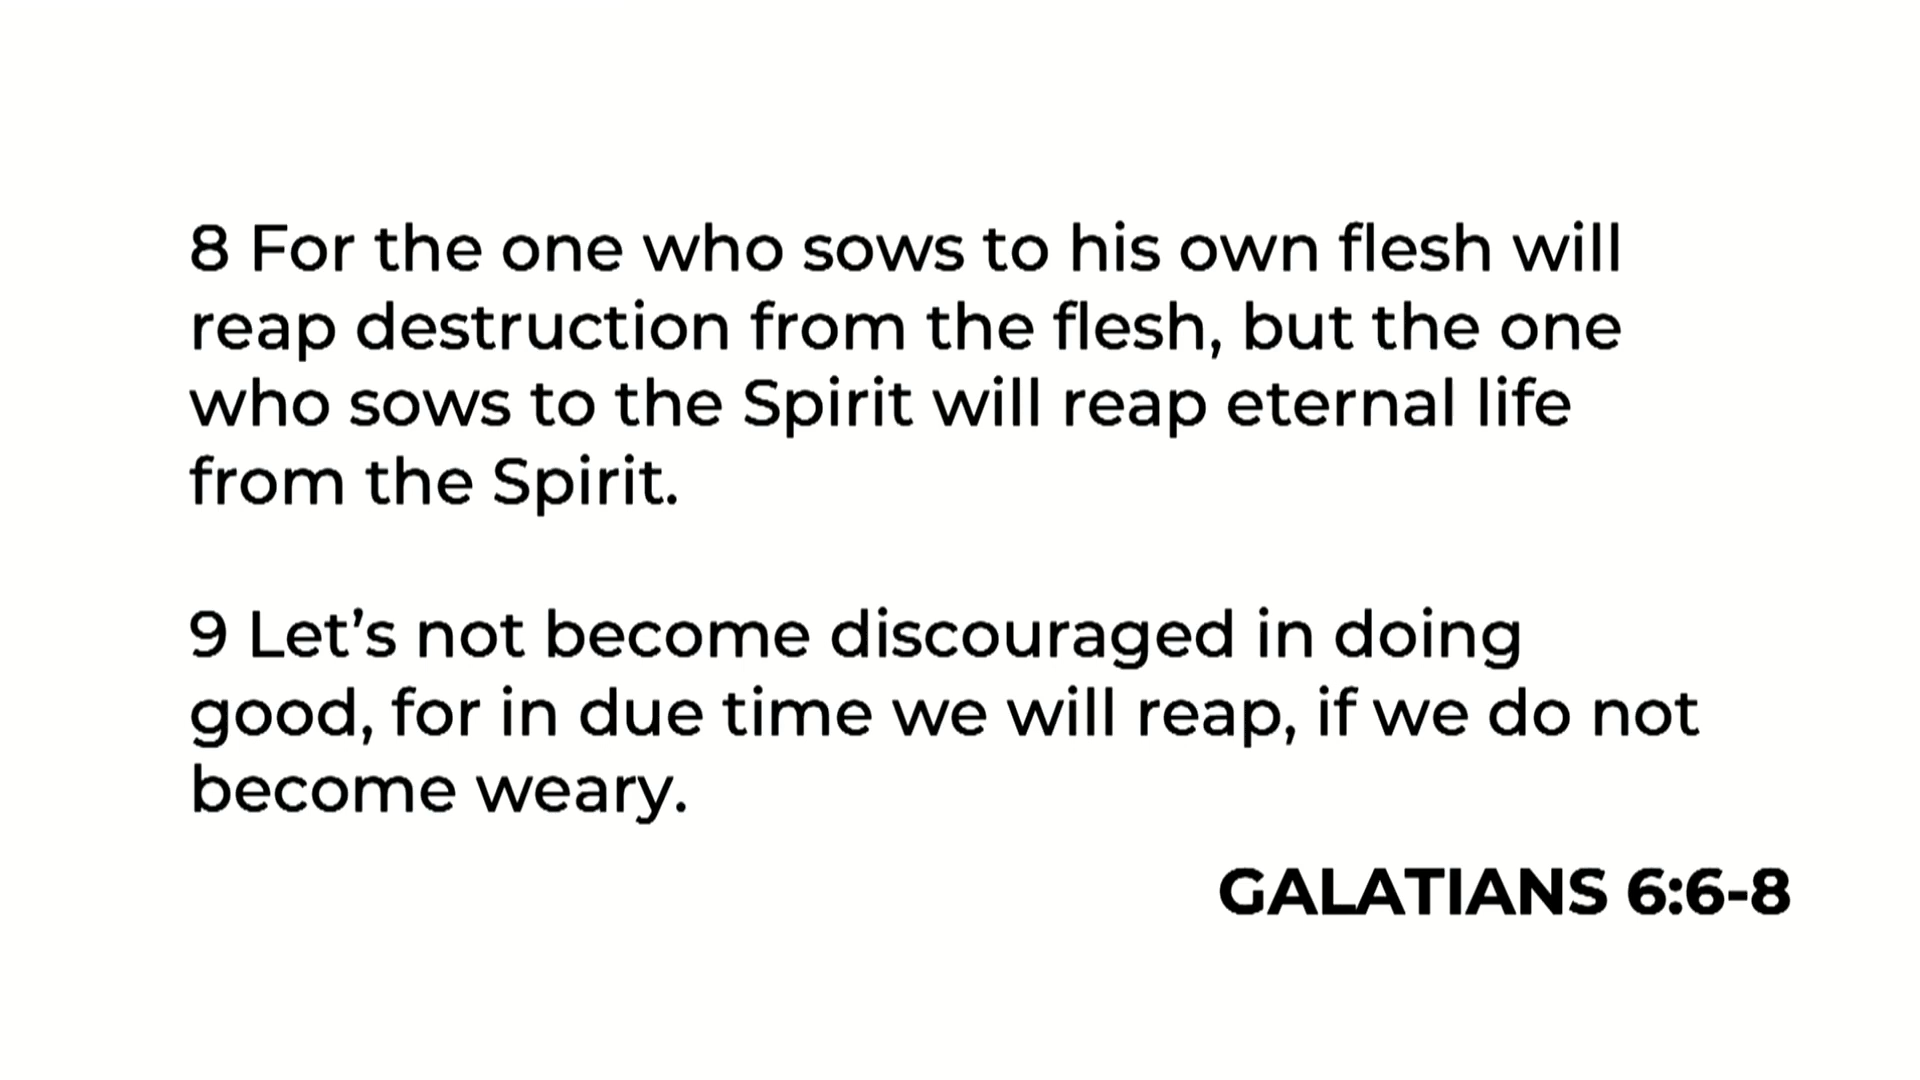 8 For the one who sows to his own flesh will
reap destruction from the flesh, but the one
who sows to the Spirit will reap eternal life
from the Spirit.
9 Let’s not become discouraged in doing
good, for in due time we will reap, if we do not
become weary.
GALATIANS 6:6-8